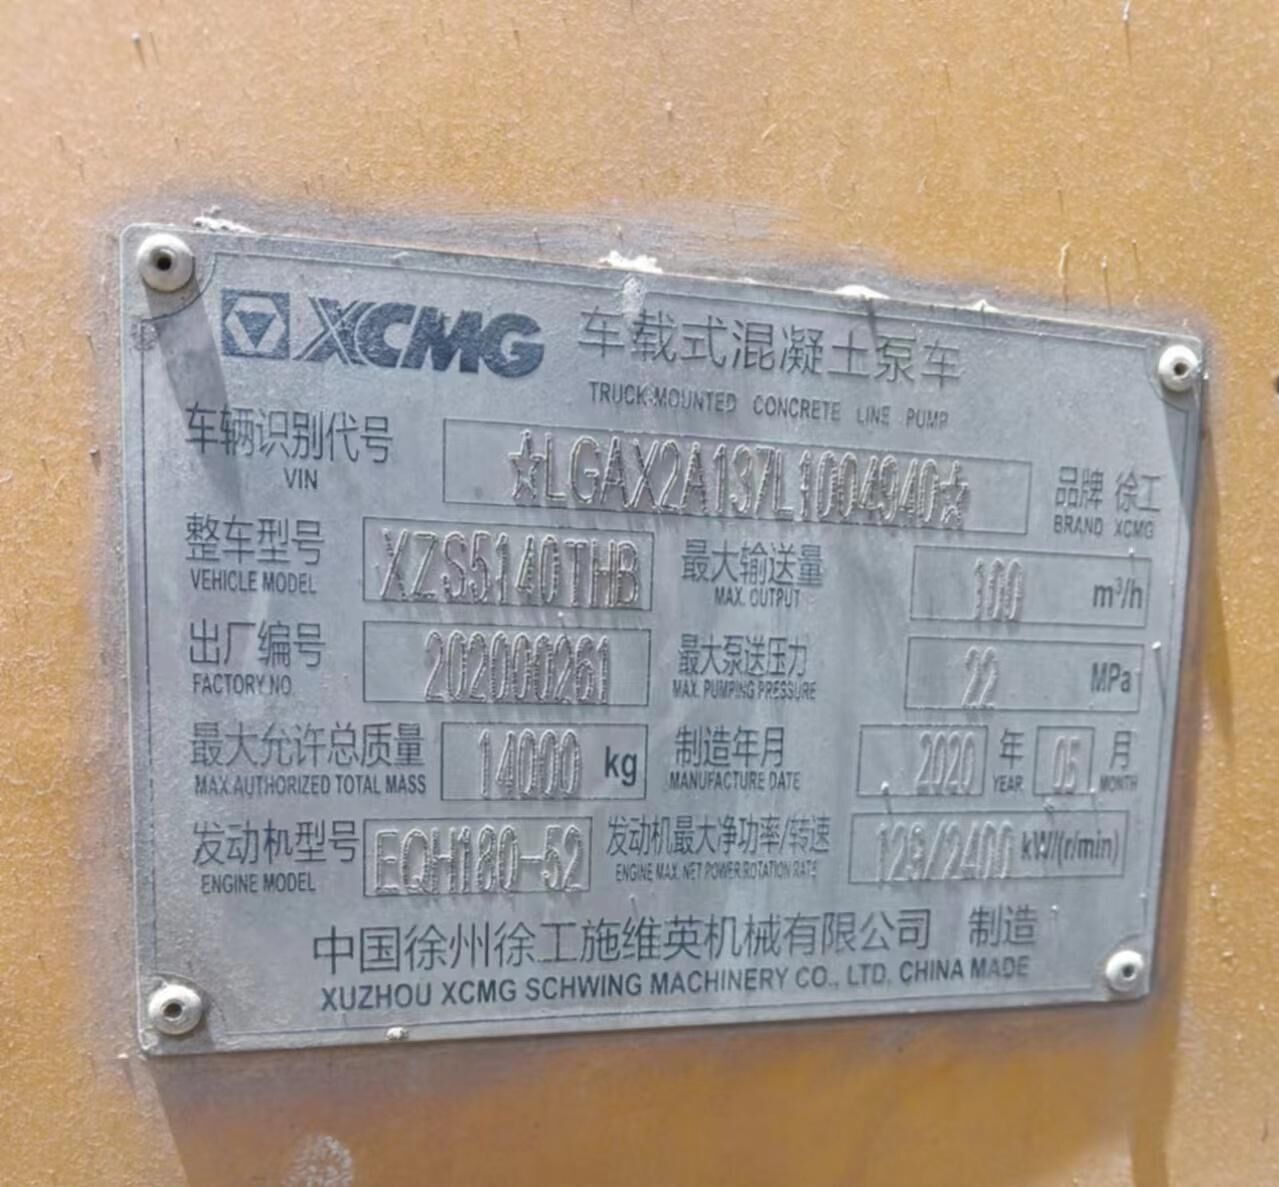 XCMG 车载式混凝土泵车
TRUCK-MOUNTED CONCRETE LINE PUMP
车辆识别代号 ☆LGAX2A137L1004940☆ 品牌 徐工
VIN BRAND XCMG
整车型号 XZS5140THB 最大输送量 100 m³/h
VEHICLE MODEL MAX. OUTPUT
出厂编号 202000261 最大泵送压力 22 MPa
FACTORY NO. MAX. PUMPING PRESSURE
最大允许总质量 14000 kg 制造年月 2020 年 05 月
MAX AUTHORIZED TOTAL MASS MANUFACTURE DATE YEAR MONTH
发动机型号 EQH180-52 发动机最大净功率/转速 129/2400 kW/(r/min)
ENGINE MODEL ENGINE MAX. NET POWER/ROTATION RATE
中国徐州徐工施维英机械有限公司 制造
XUZHOU XCMG SCHWING MACHINERY CO., LTD. CHINA MADE